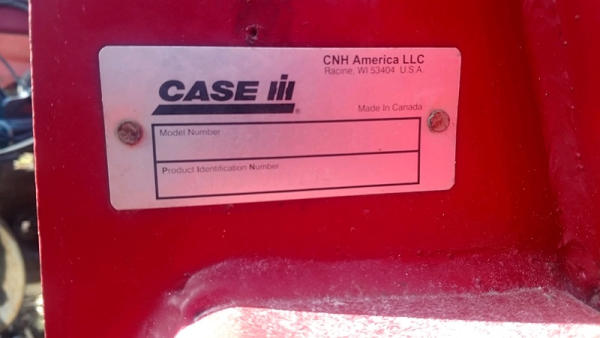 CNH America LLC
Racine, WI 53404 U.S.A.
CASE IH
Made In Canada
Model Number
Product Identification Number